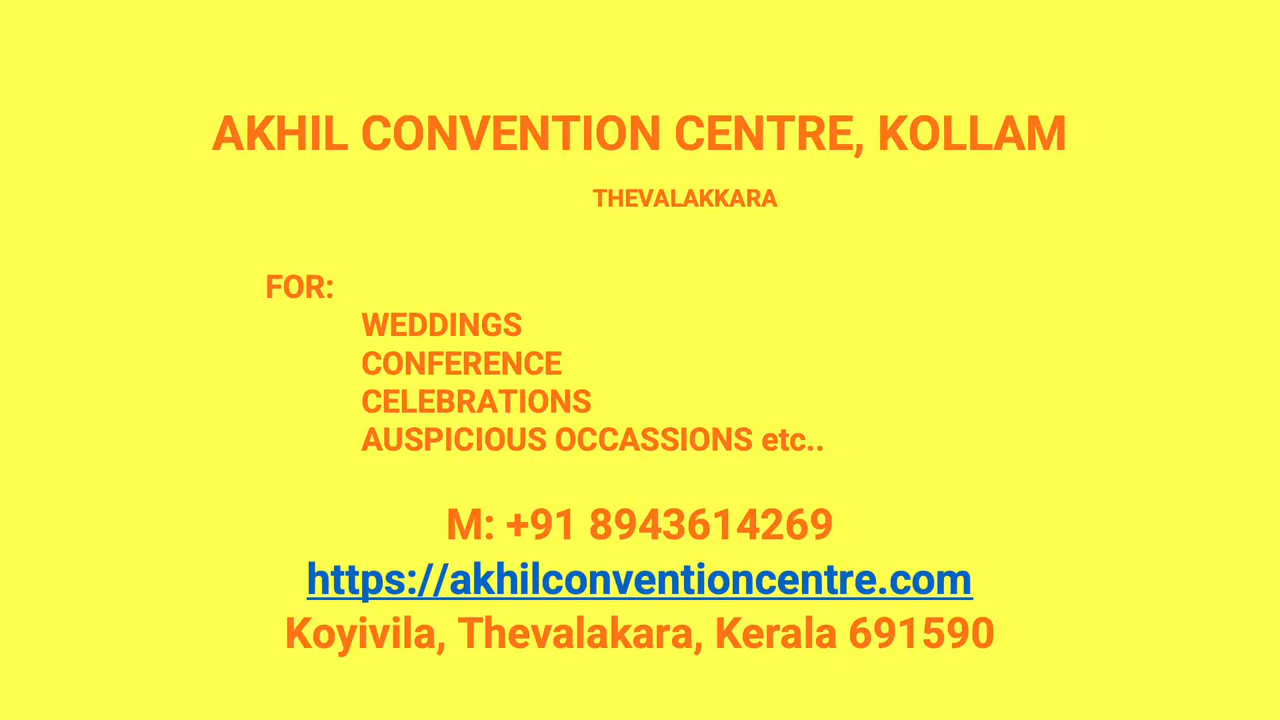 AKHIL CONVENTION CENTRE, KOLLAM
THEVALAKKARA
FOR:
WEDDINGS
CONFERENCE
CELEBRATIONS
AUSPICIOUS OCCASSIONS etc..
M: +91 8943614269
https://akhilconventioncentre.com
Koyivila, Thevalakara, Kerala 691590